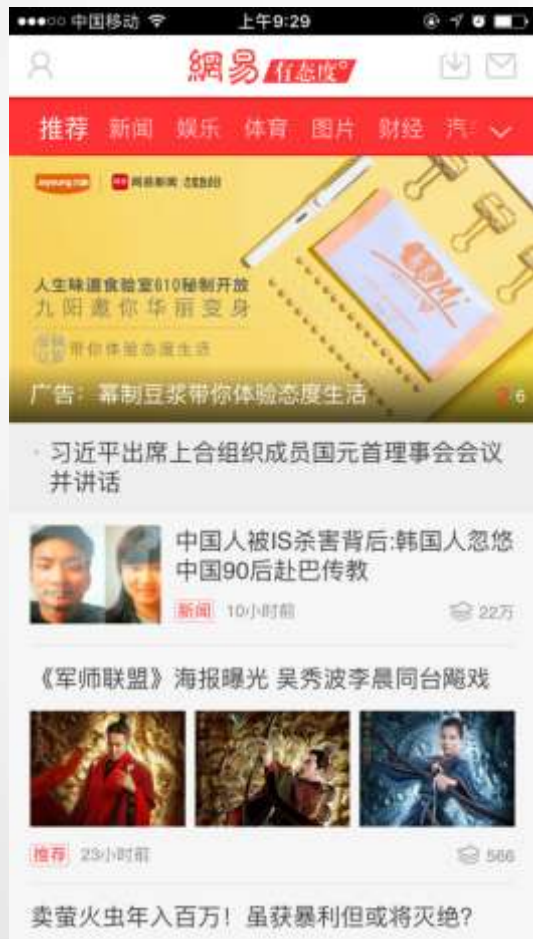 中国移动 上午9:29
網易 有态度°
推荐 新闻 娱乐 体育 图片 财经 汽
Joyoung 九阳 网易新闻
人生味道食验室610秘制开放
九阳邀你华丽变身
带你体验态度生活
广告：幂制豆浆带你体验态度生活 /6
· 习近平出席上合组织成员国元首理事会会议
并讲话
中国人被IS杀害背后:韩国人忽悠
中国90后赴巴传教
新闻 10小时前 22万
《军师联盟》海报曝光 吴秀波李晨同台飚戏
推荐 23小时前 566
卖萤火虫年入百万！虽获暴利但或将灭绝?